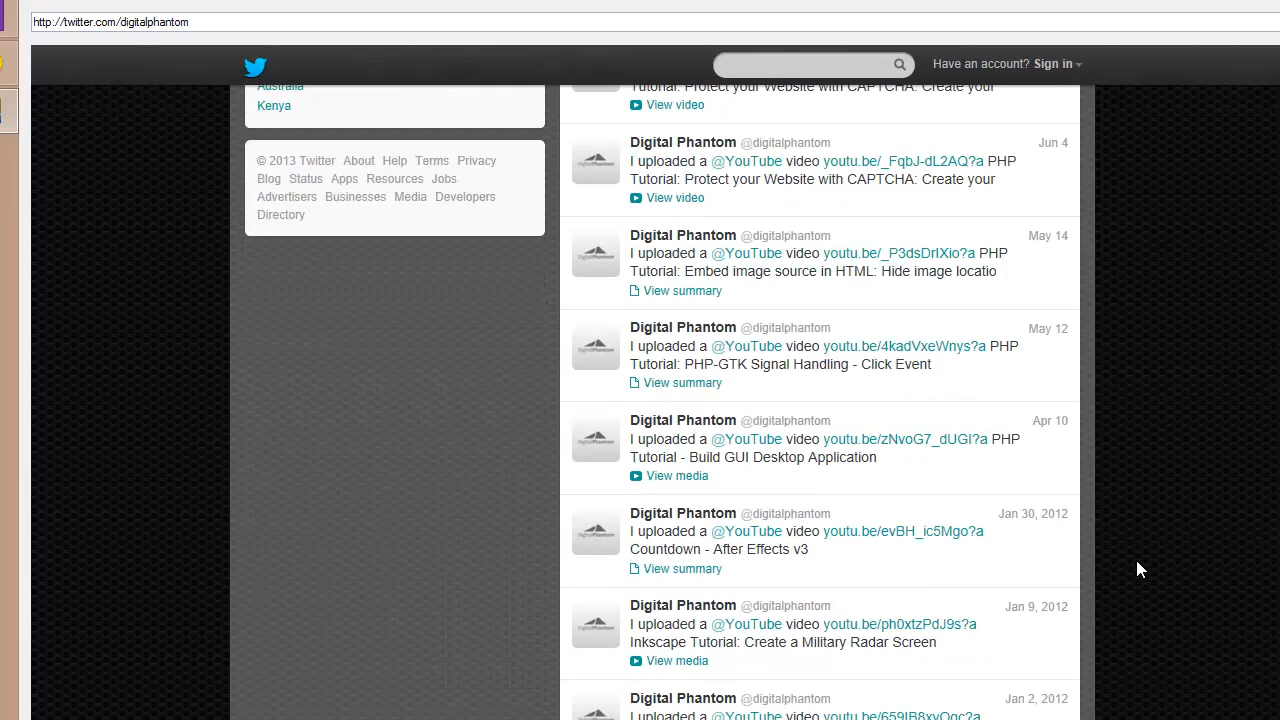 http://twitter.com/digitalphantom
Have an account? Sign in
Australia
Kenya
© 2013 Twitter About Help Terms Privacy
Blog Status Apps Resources Jobs
Advertisers Businesses Media Developers
Directory
Tutorial: Protect your Website with CAPTCHA: Create your
View video
Digital Phantom @digitalphantom Jun 4
I uploaded a @YouTube video youtu.be/_FqbJ-dL2AQ?a PHP
Tutorial: Protect your Website with CAPTCHA: Create your
View video
Digital Phantom @digitalphantom May 14
I uploaded a @YouTube video youtu.be/_P3dsDrIXio?a PHP
Tutorial: Embed image source in HTML: Hide image locatio
View summary
Digital Phantom @digitalphantom May 12
I uploaded a @YouTube video youtu.be/4kadVxeWnys?a PHP
Tutorial: PHP-GTK Signal Handling - Click Event
View summary
Digital Phantom @digitalphantom Apr 10
I uploaded a @YouTube video youtu.be/zNvoG7_dUGI?a PHP
Tutorial - Build GUI Desktop Application
View media
Digital Phantom @digitalphantom Jan 30, 2012
I uploaded a @YouTube video youtu.be/evBH_ic5Mgo?a
Countdown - After Effects v3
View summary
Digital Phantom @digitalphantom Jan 9, 2012
I uploaded a @YouTube video youtu.be/ph0xtzPdJ9s?a
Inkscape Tutorial: Create a Military Radar Screen
View media
Digital Phantom @digitalphantom Jan 2, 2012
I uploaded a @YouTube video